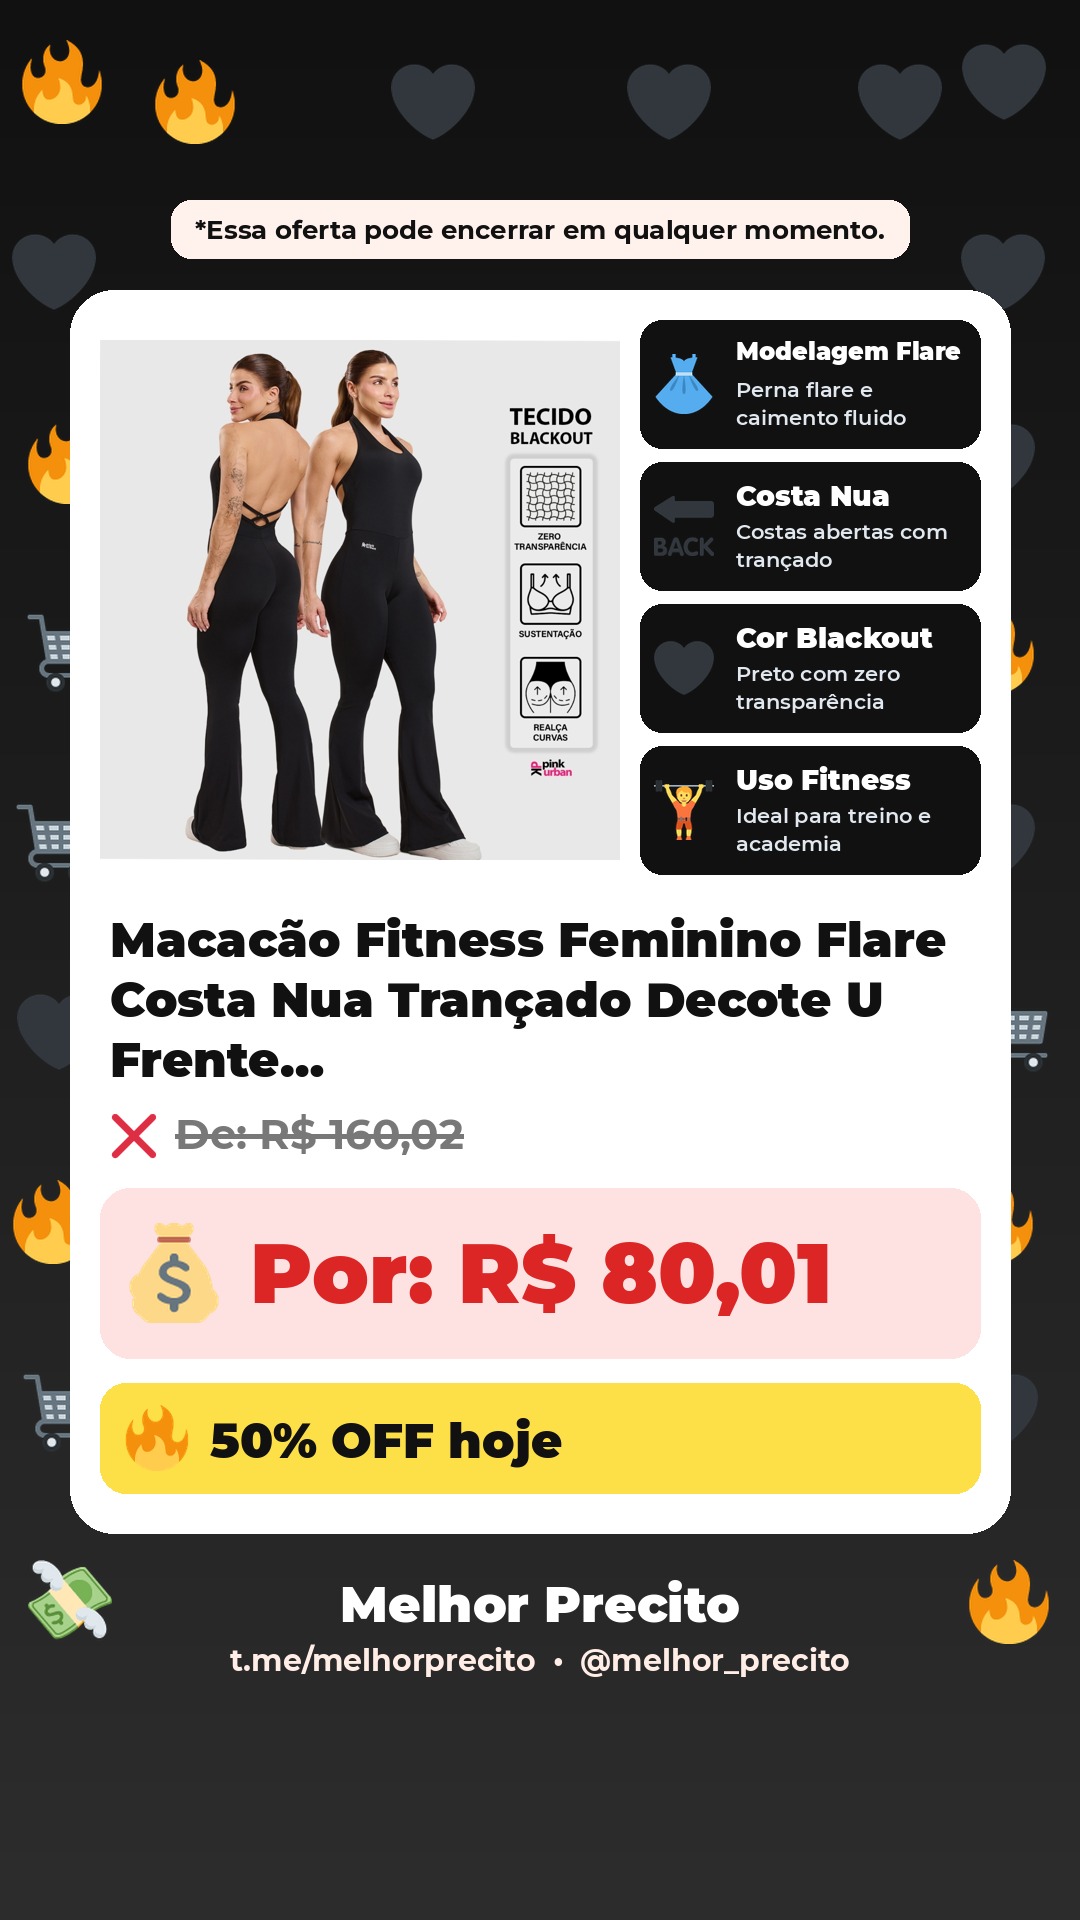 *Essa oferta pode encerrar em qualquer momento.
TECIDO
BLACKOUT
ZERO
TRANSPARÊNCIA
SUSTENTAÇÃO
REALÇA
CURVAS
pink
urban
Modelagem Flare
Perna flare e
caimento fluido
BACK
Costa Nua
Costas abertas com
trançado
Cor Blackout
Preto com zero
transparência
Uso Fitness
Ideal para treino e
academia
Macacão Fitness Feminino Flare
Costa Nua Trançado Decote U
Frente...
De: R$ 160,02
Por: R$ 80,01
50% OFF hoje
Melhor Precito
t.me/melhorprecito • @melhor_precito